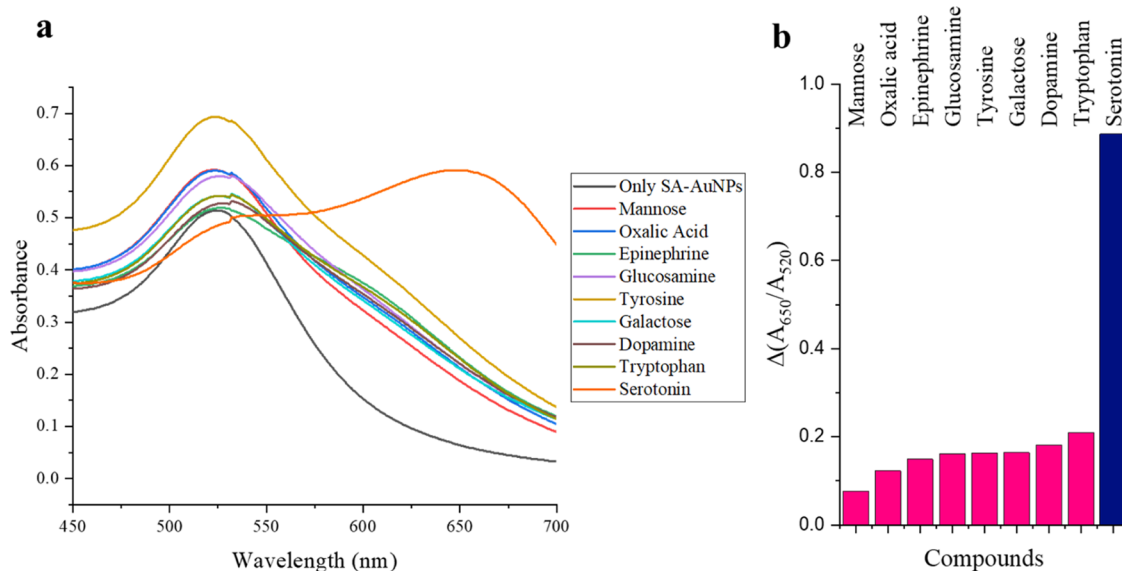 a
0.7
0.6
0.5
0.4
0.3
0.2
0.1
0.0
Absorbance
450
500
550
600
650
700
Wavelength (nm)
Only SA-AuNPs
Mannose
Oxalic Acid
Epinephrine
Glucosamine
Tyrosine
Galactose
Dopamine
Tryptophan
Serotonin
b
Mannose
Oxalic acid
Epinephrine
Glucosamine
Tyrosine
Galactose
Dopamine
Tryptophan
Serotonin
1.0
0.8
0.6
0.4
0.2
0.0
Δ(A650/A520)
Compounds